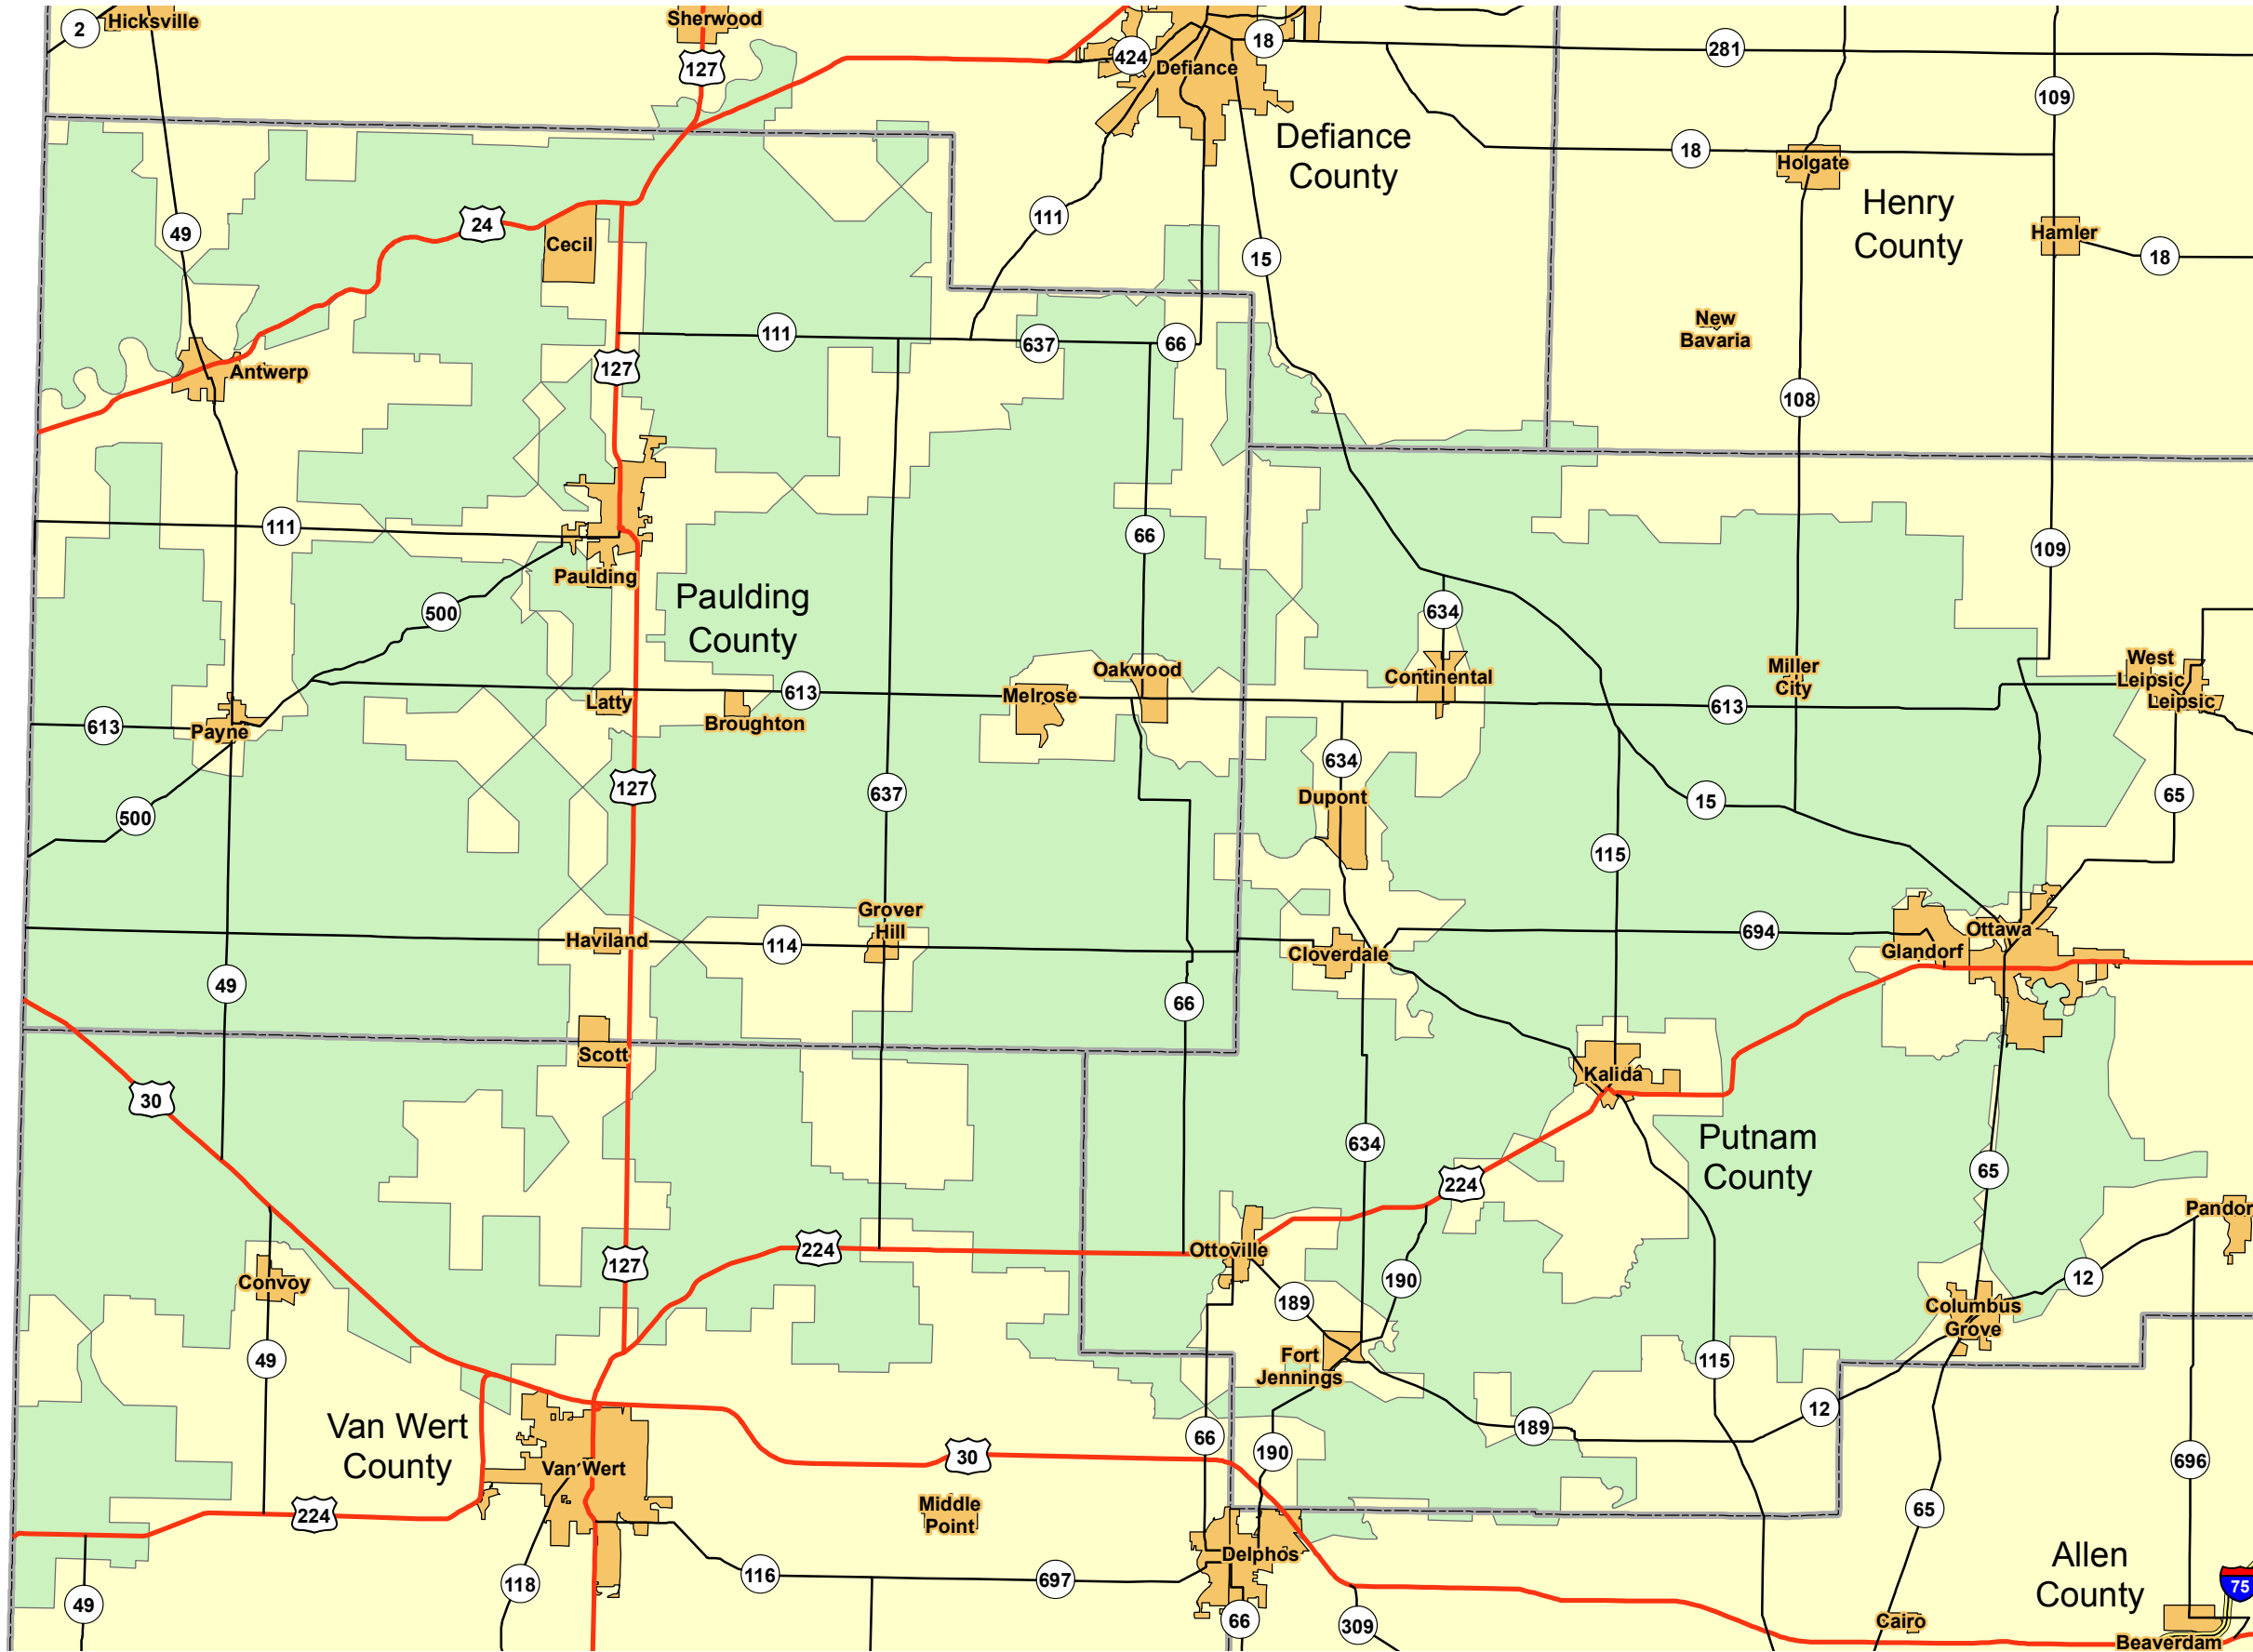 2
Hicksville
Sherwood
127
424
18
Defiance
281
109
Defiance
County
18
Holgate
Henry
County
49
24
Cecil
111
15
Hamler
18
New
Bavaria
111
637
66
127
Antwerp
108
111
66
109
Paulding
Paulding
County
500
634
Oakwood
Continental
Miller
City
West
Leipsic
Leipsic
Latty
613
Broughton
Melrose
613
613
Payne
634
127
637
Dupont
15
65
500
115
Grover
Hill
Haviland
114
Cloverdale
694
Ottawa
Glandorf
49
66
Scott
Kalida
30
634
Putnam
County
65
224
Pandor
Ottoville
224
127
190
12
Convoy
189
Columbus
Grove
49
Fort
Jennings
115
12
Van Wert
County
66
189
190
30
Van Wert
696
224
Middle
Point
65
Delphos
Allen
County
118
116
697
75
49
66
309
Cairo
Beaverdam